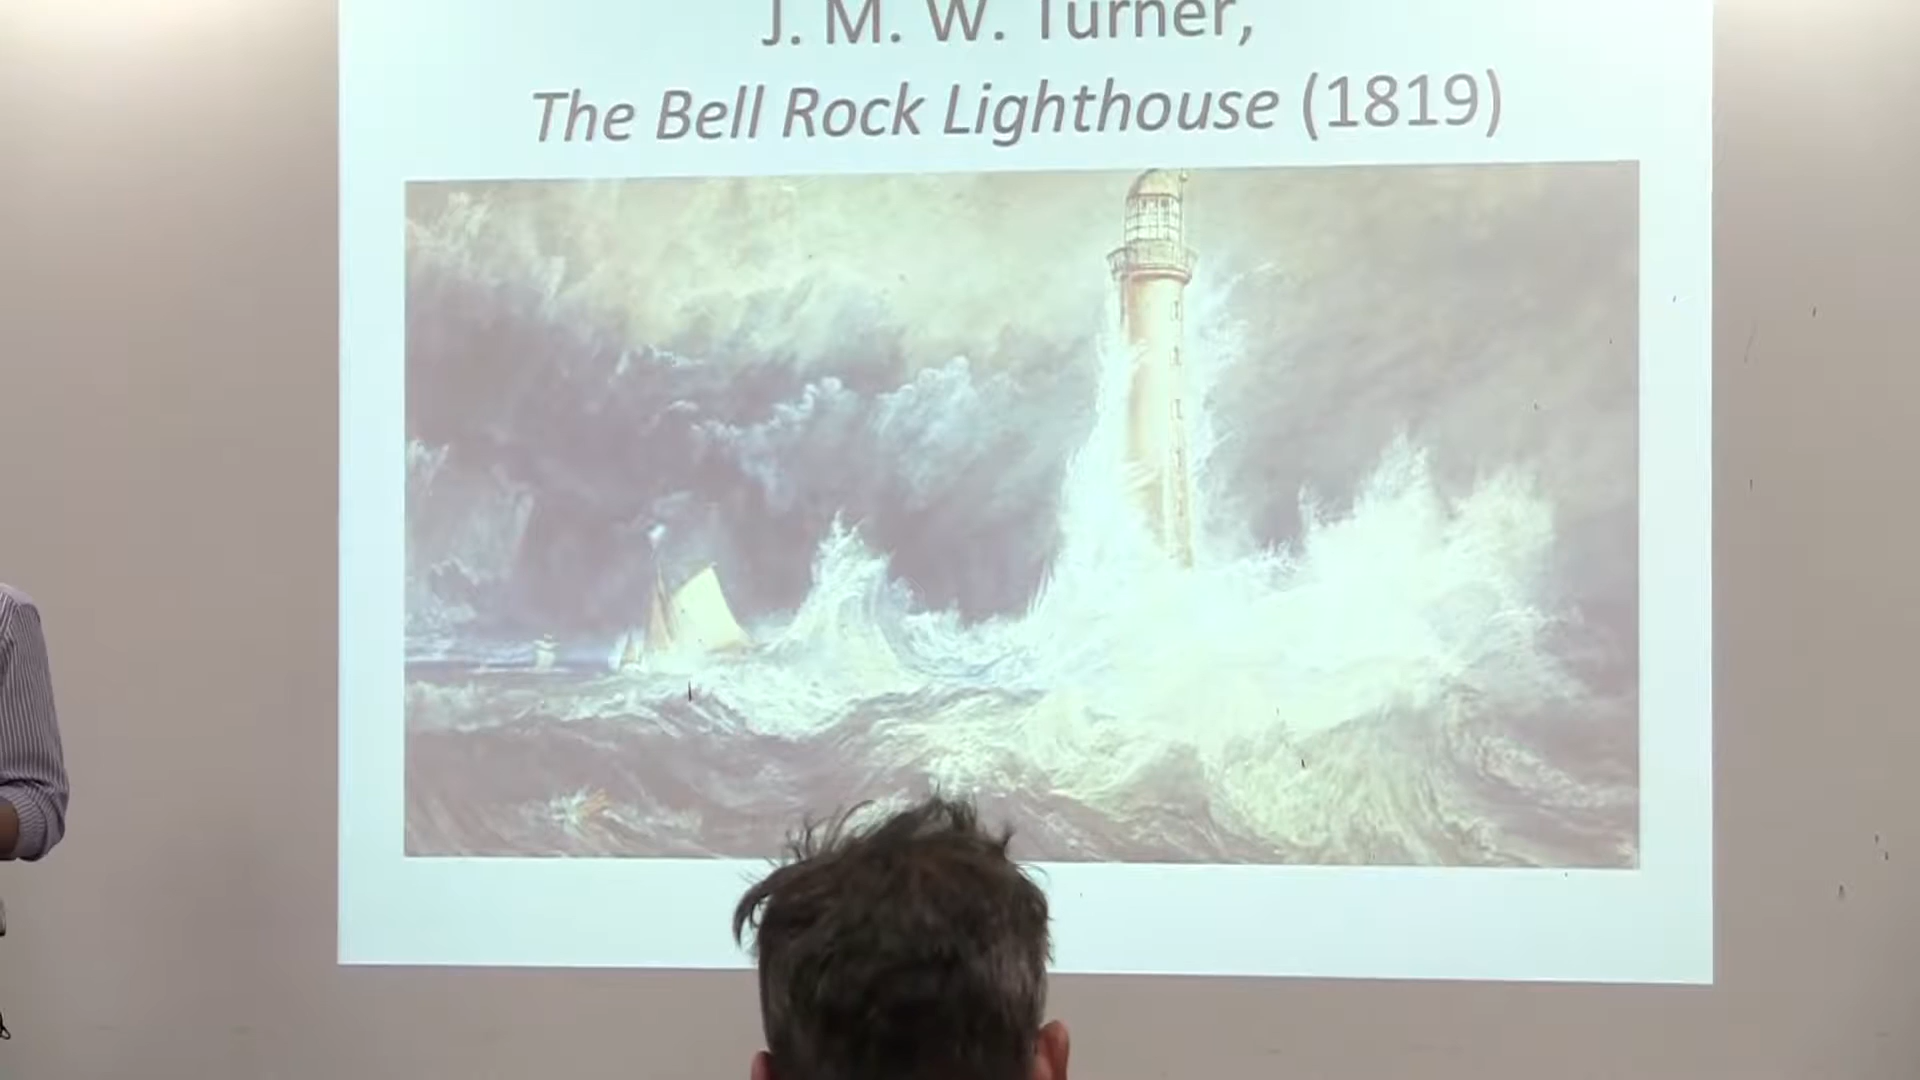 J. M. W. Turner,
The Bell Rock Lighthouse (1819)